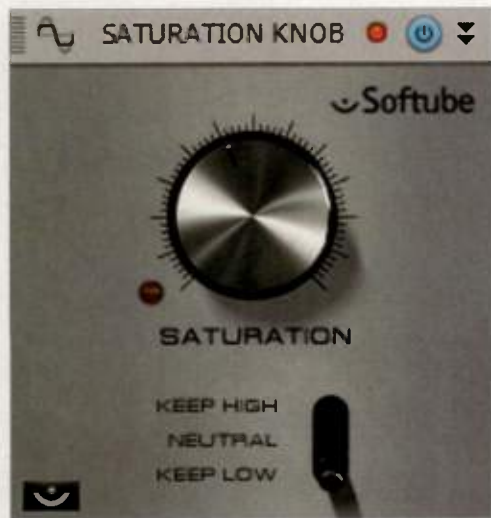 SATURATION KNOB
Softube
SATURATION
KEEP HIGH
NEUTRAL
KEEP LOW